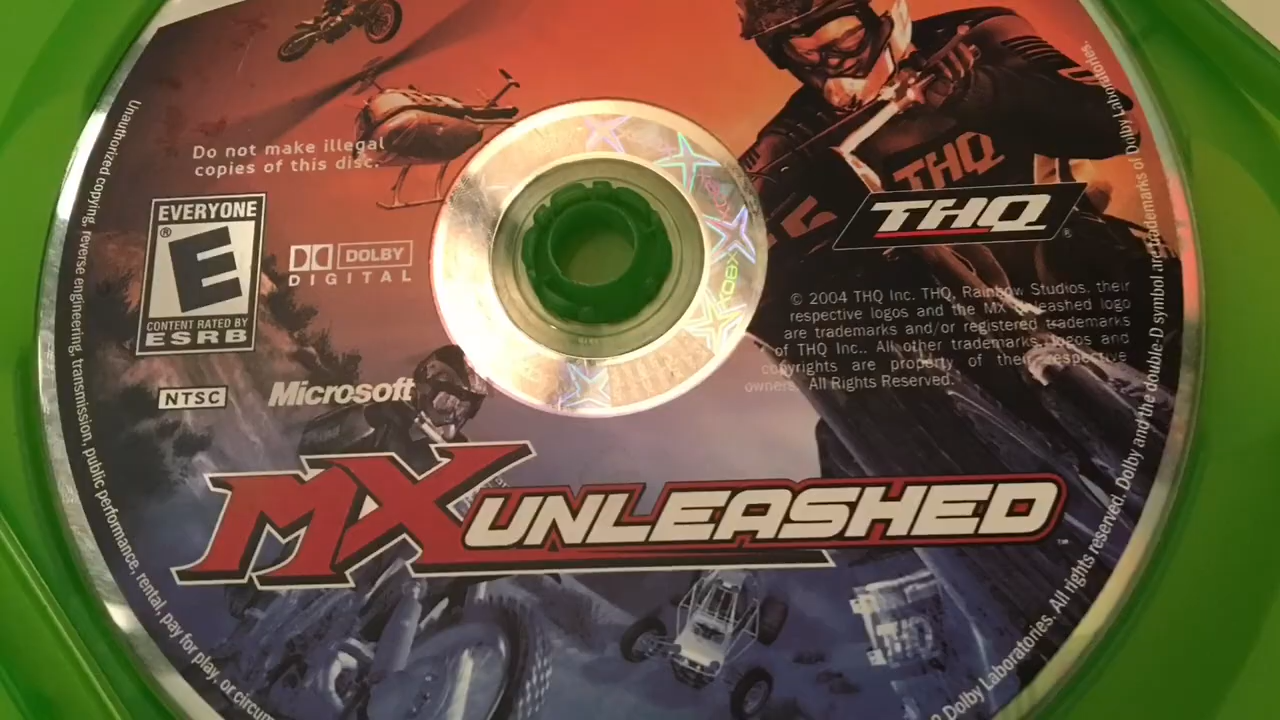 Do not make illegal
copies of this disc.
EVERYONE
E
®
CONTENT RATED BY
ESRB
DOLBY
DIGITAL
NTSC
Microsoft
XBOX
THQ
THQ
®
© 2004 THQ Inc. THQ, Rainbow Studios, their
respective logos and the MX Unleashed logo
are trademarks and/or registered trademarks
of THQ Inc.. All other trademarks, logos and
copyrights are property of their respective
owners. All Rights Reserved.
MX UNLEASHED
™
THQ
Unauthorized copying, reverse engineering, transmission, public performance, rental, pay for play, or
Dolby Laboratories. All rights reserved. Dolby and the double-D symbol are trademarks of Dolby Laboratories.